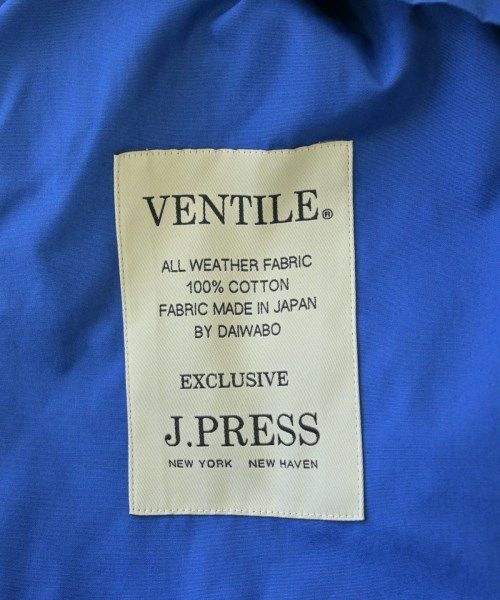 VENTILE®
ALL WEATHER FABRIC
100% COTTON
FABRIC MADE IN JAPAN
BY DAIWABO
EXCLUSIVE
J.PRESS
NEW YORK NEW HAVEN